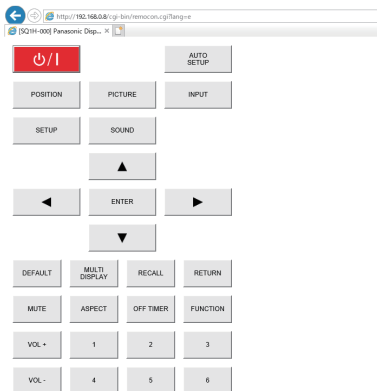 http://192.168.0.8/cgi-bin/remocon.cgi?lang=e
[SQ1H-000] Panasonic Disp...
AUTO
SETUP
POSITION PICTURE INPUT
SETUP SOUND
ENTER
DEFAULT MULTI DISPLAY RECALL RETURN
MUTE ASPECT OFF TIMER FUNCTION
VOL + 1 2 3
VOL - 4 5 6